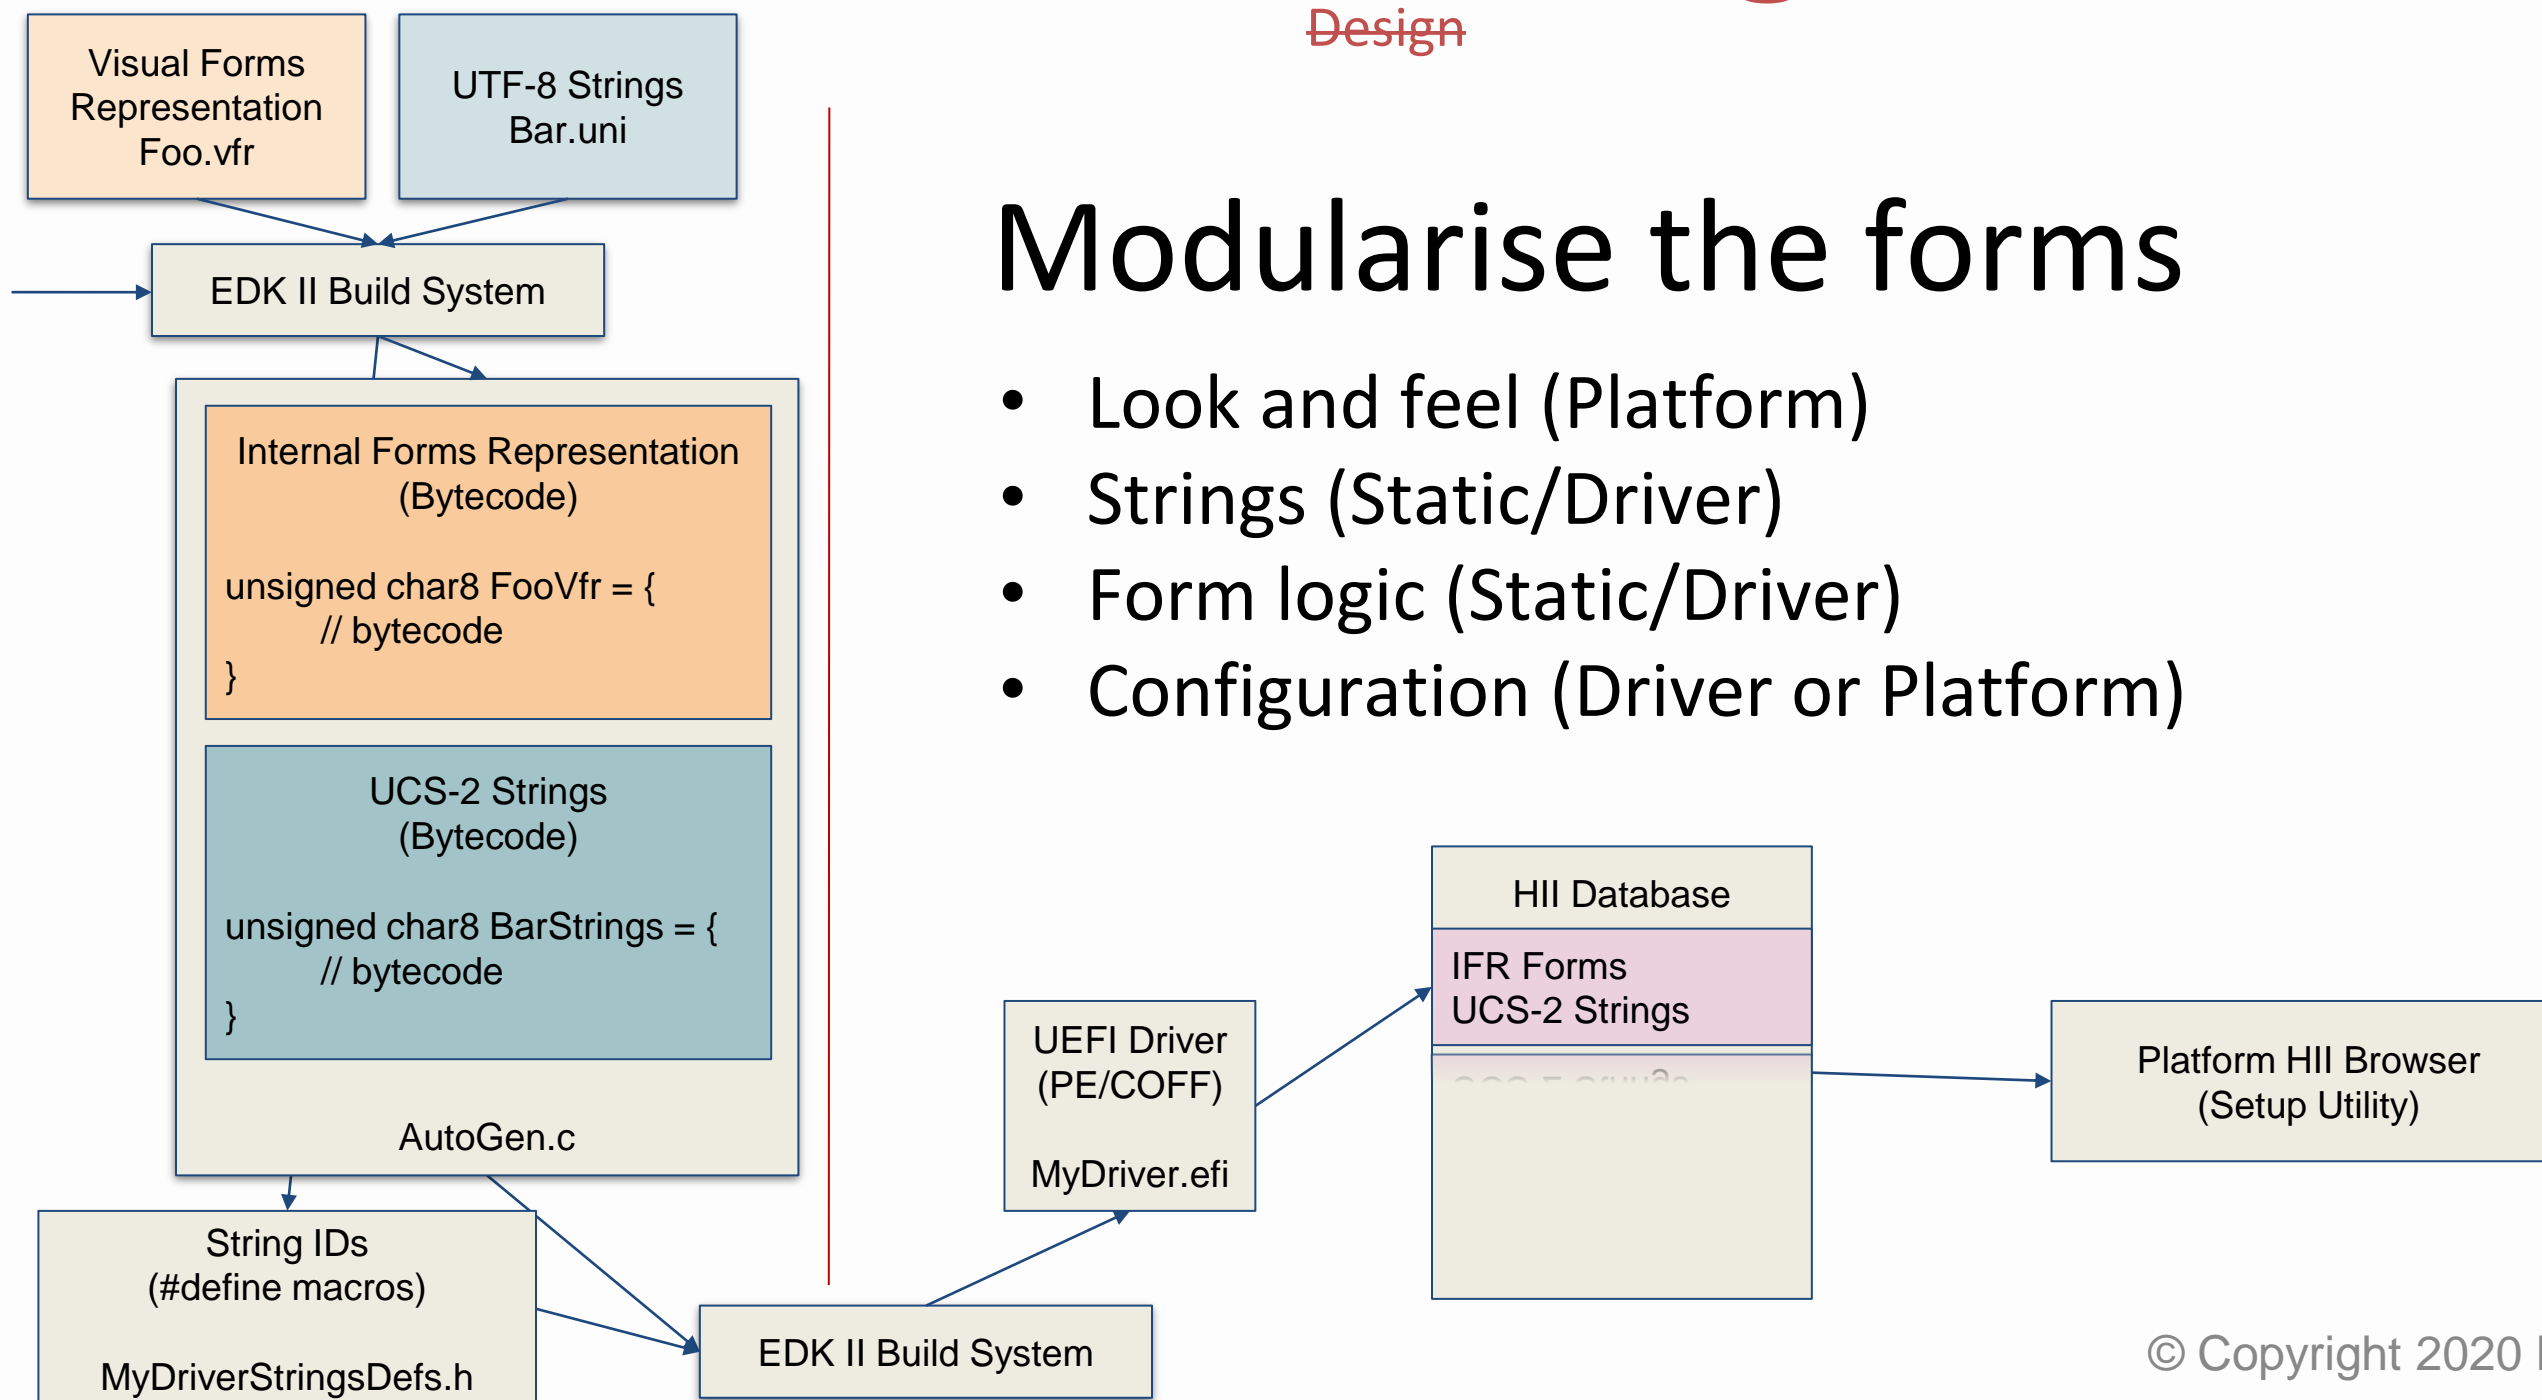 Design
Visual Forms
Representation
Foo.vfr
UTF-8 Strings
Bar.uni
EDK II Build System
Internal Forms Representation
(Bytecode)
unsigned char8 FooVfr = {
// bytecode
}
UCS-2 Strings
(Bytecode)
unsigned char8 BarStrings = {
// bytecode
}
AutoGen.c
String IDs
(#define macros)
MyDriverStringsDefs.h
EDK II Build System
Modularise the forms
• Look and feel (Platform)
• Strings (Static/Driver)
• Form logic (Static/Driver)
• Configuration (Driver or Platform)
UEFI Driver
(PE/COFF)
MyDriver.efi
HII Database
IFR Forms
UCS-2 Strings
Platform HII Browser
(Setup Utility)
© Copyright 2020